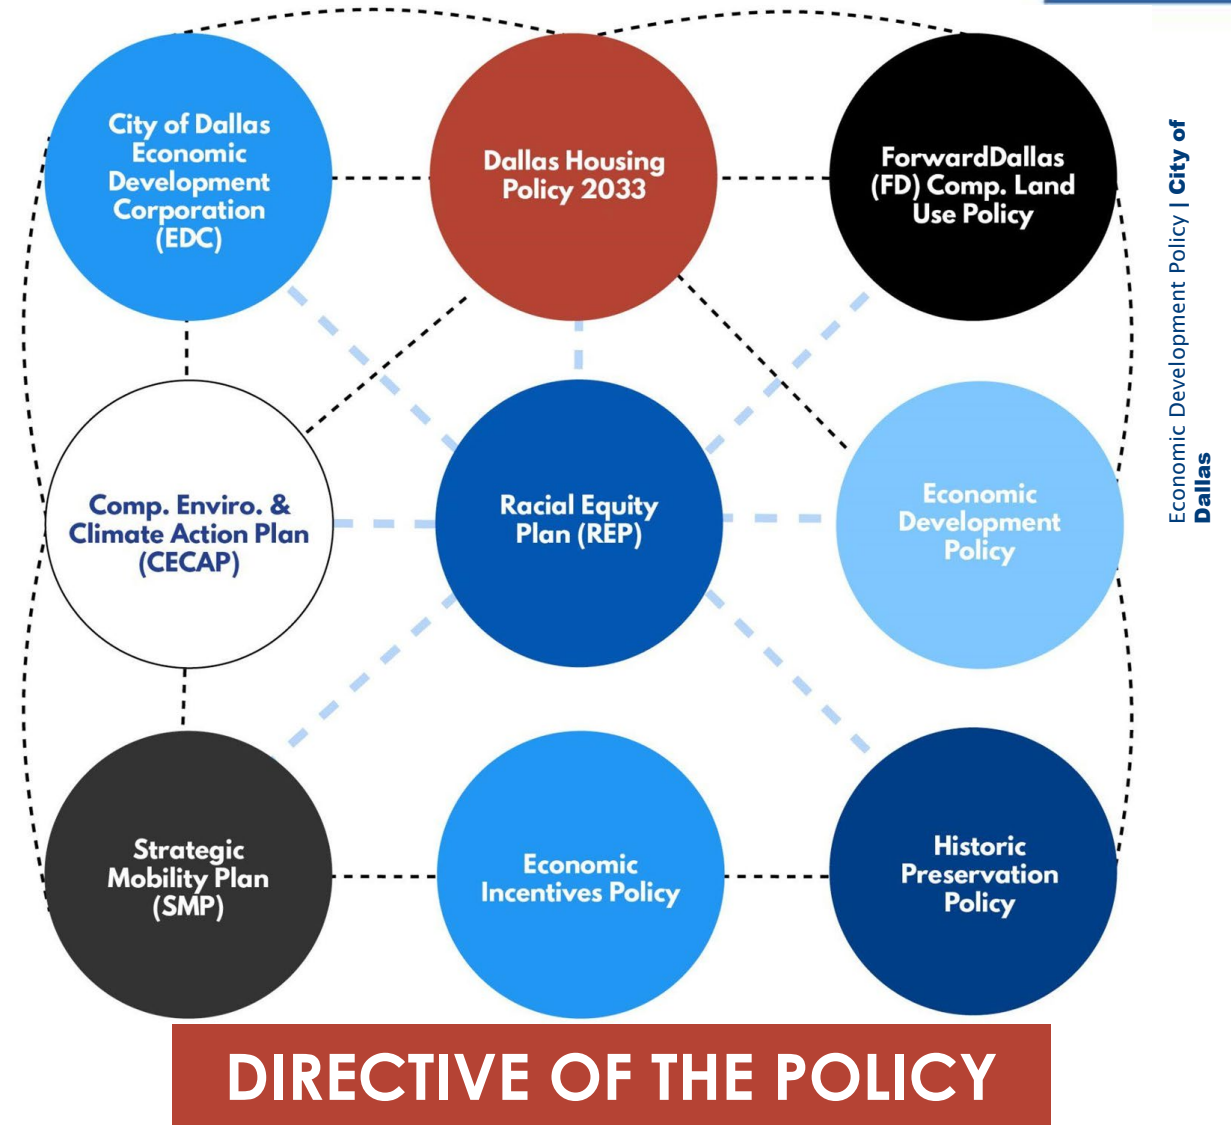 City of Dallas
Economic
Development
Corporation
(EDC)
Dallas Housing
Policy 2033
ForwardDallas
(FD) Comp. Land
Use Policy
Comp. Enviro. &
Climate Action Plan
(CECAP)
Racial Equity
Plan (REP)
Economic
Development
Policy
Strategic
Mobility Plan
(SMP)
Economic
Incentives Policy
Historic
Preservation
Policy
DIRECTIVE OF THE POLICY
Economic Development Policy | City of
Dallas